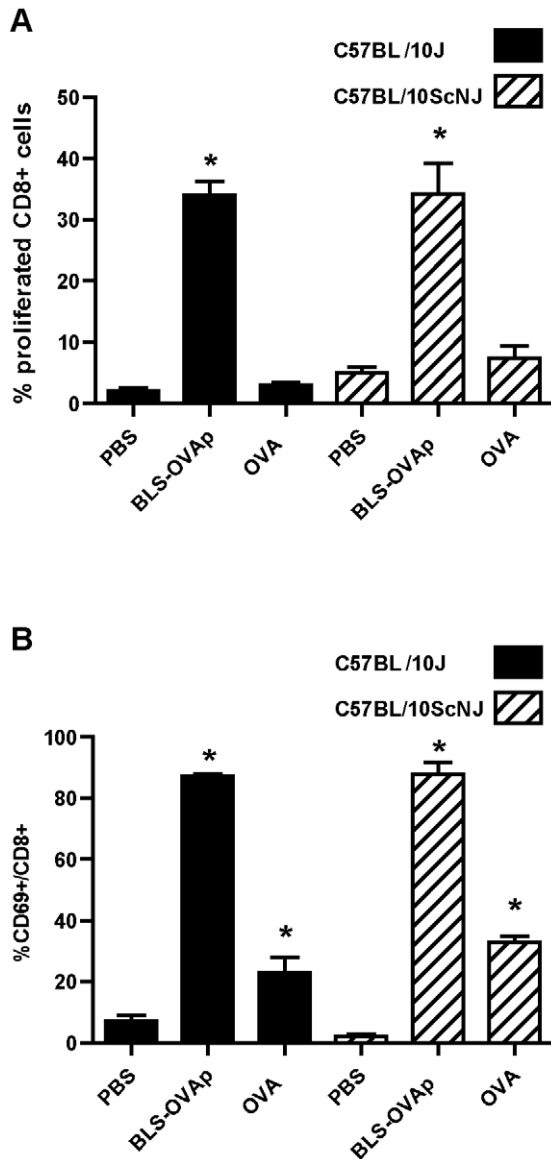 A
C57BL/10J
C57BL/10ScNJ
% proliferated CD8+ cells
50
40
30
20
10
0
* *
PBS BLS-OVAp OVA PBS BLS-OVAp OVA
B
C57BL/10J
C57BL/10ScNJ
%CD69+/CD8+
100
80
60
40
20
0
* * * *
PBS BLS-OVAp OVA PBS BLS-OVAp OVA